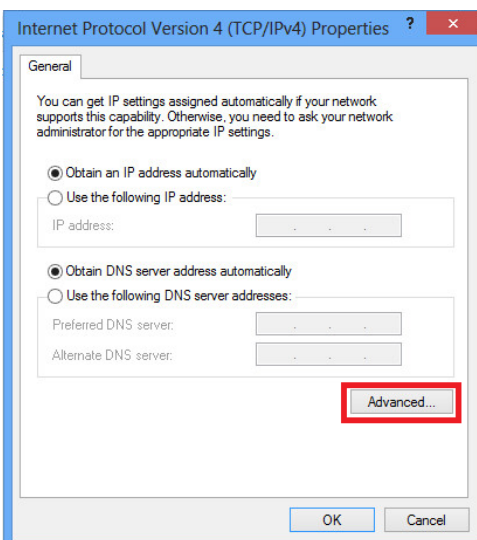 Internet Protocol Version 4 (TCP/IPv4) Properties ? ×
General
You can get IP settings assigned automatically if your network
supports this capability. Otherwise, you need to ask your network
administrator for the appropriate IP settings.
Obtain an IP address automatically
Use the following IP address:
IP address: . . .
Obtain DNS server address automatically
Use the following DNS server addresses:
Preferred DNS server: . . .
Alternate DNS server: . . .
Advanced...
OK Cancel